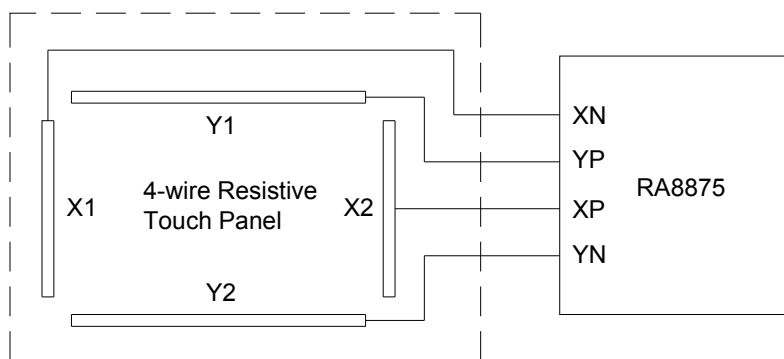 Y1
X1
4-wire Resistive
Touch Panel
X2
Y2
XN
YP
XP
YN
RA8875